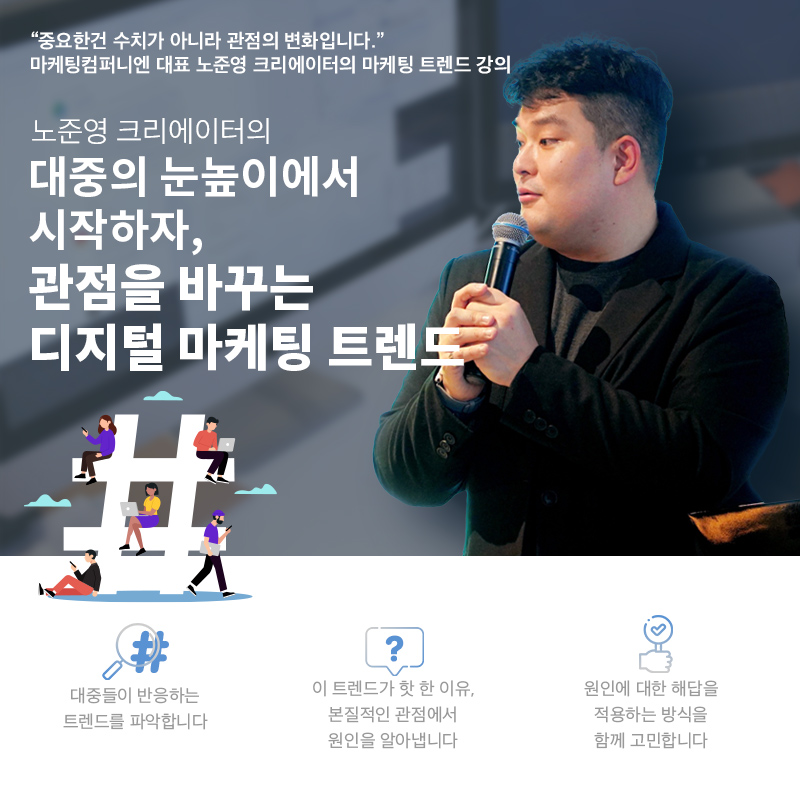 “중요한건 수치가 아니라 관점의 변화입니다.”
마케팅컴퍼니엔 대표 노준영 크리에이터의 마케팅 트렌드 강의
노준영 크리에이터의
대중의 눈높이에서
시작하자,
관점을 바꾸는
디지털 마케팅 트렌드
#
#
대중들이 반응하는
트렌드를 파악합니다
?
이 트렌드가 핫 한 이유,
본질적인 관점에서
원인을 알아냅니다
원인에 대한 해답을
적용하는 방식을
함께 고민합니다